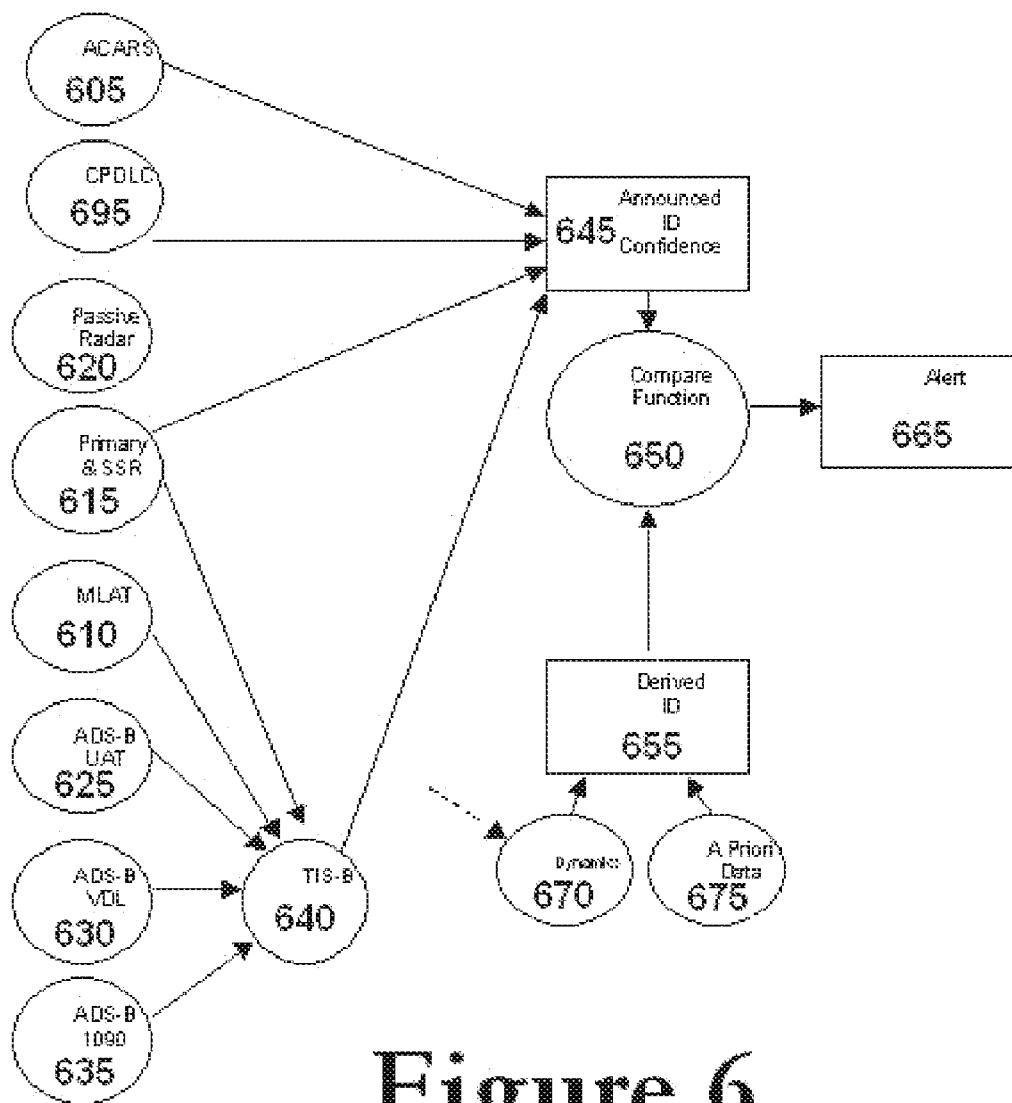 ACARS
605
CPDLC
695
Passive
Radar
620
Primary
& SSR
615
MLAT
610
ADS-B
UAT
625
ADS-B
VDL
630
ADS-B
1090
635
TIS-B
640
Announced
ID
645 Confidence
Compare
Function
650
Alert
665
Derived
ID
655
Dynamics
670
A Priori
Data
675
Figure 6